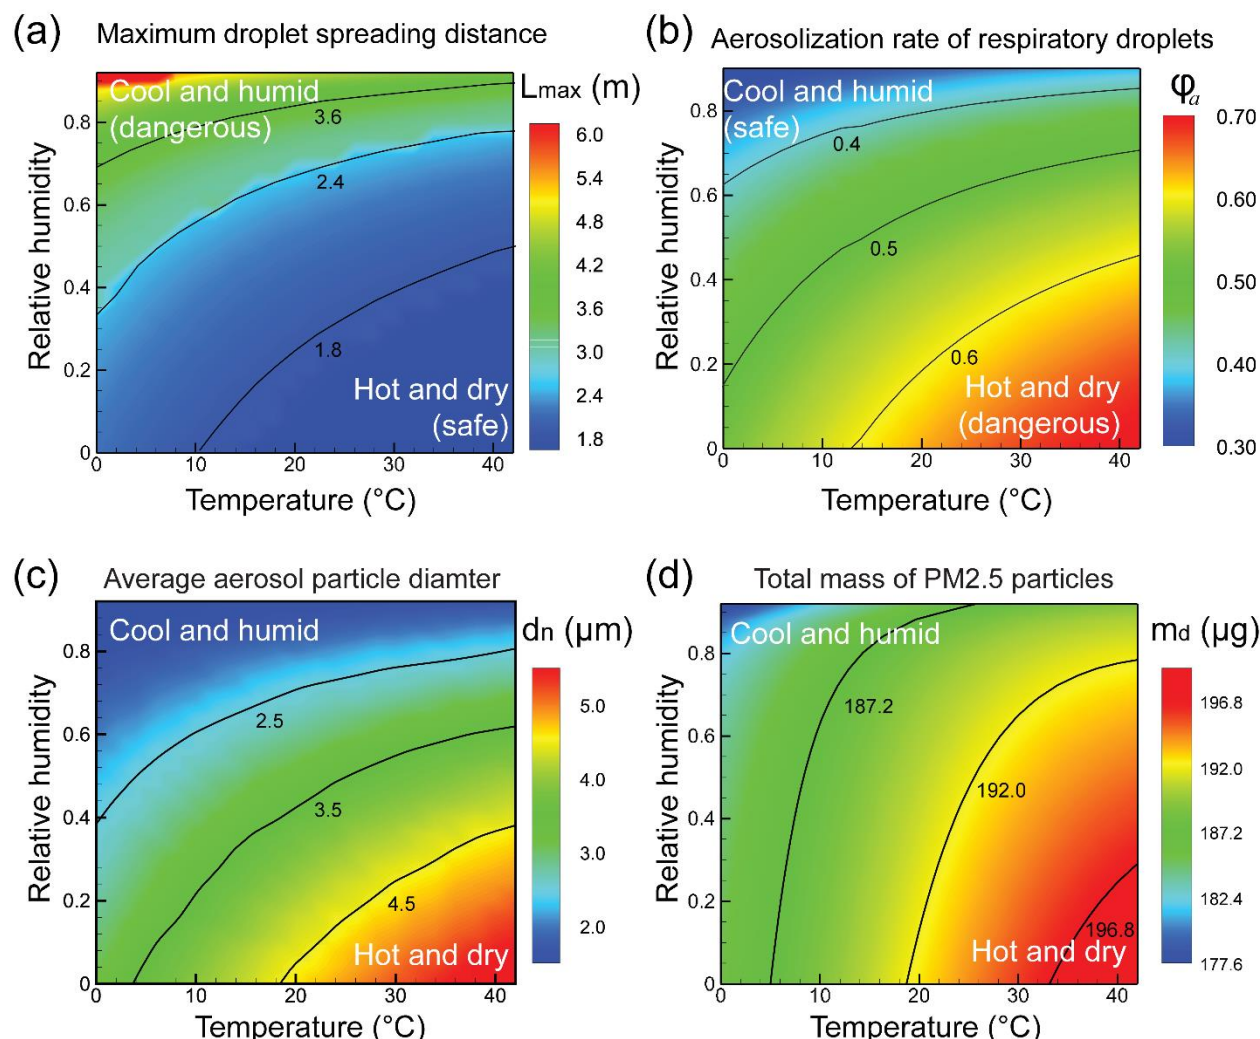 (a) Maximum droplet spreading distance
Cool and humid
(dangerous)
3.6
2.4
1.8
Hot and dry
(safe)
Lmax (m)
6.0
5.4
4.8
4.2
3.6
3.0
2.4
1.8
Relative humidity
0.8
0.6
0.4
0.2
0
0 10 20 30 40
Temperature (°C)
(b) Aerosolization rate of respiratory droplets
Cool and humid
(safe)
0.4
0.5
0.6
Hot and dry
(dangerous)
φa
0.70
0.60
0.50
0.40
0.30
Relative humidity
0.8
0.6
0.4
0.2
0
0 10 20 30 40
Temperature (°C)
(c) Average aerosol particle diamter
Cool and humid
2.5
3.5
4.5
Hot and dry
dn (μm)
5.0
4.0
3.0
2.0
Relative humidity
0.8
0.6
0.4
0.2
0
0 10 20 30 40
Temperature (°C)
(d) Total mass of PM2.5 particles
Cool and humid
187.2
192.0
196.8
Hot and dry
md (μg)
196.8
192.0
187.2
182.4
177.6
Relative humidity
0.8
0.6
0.4
0.2
0
0 10 20 30 40
Temperature (°C)